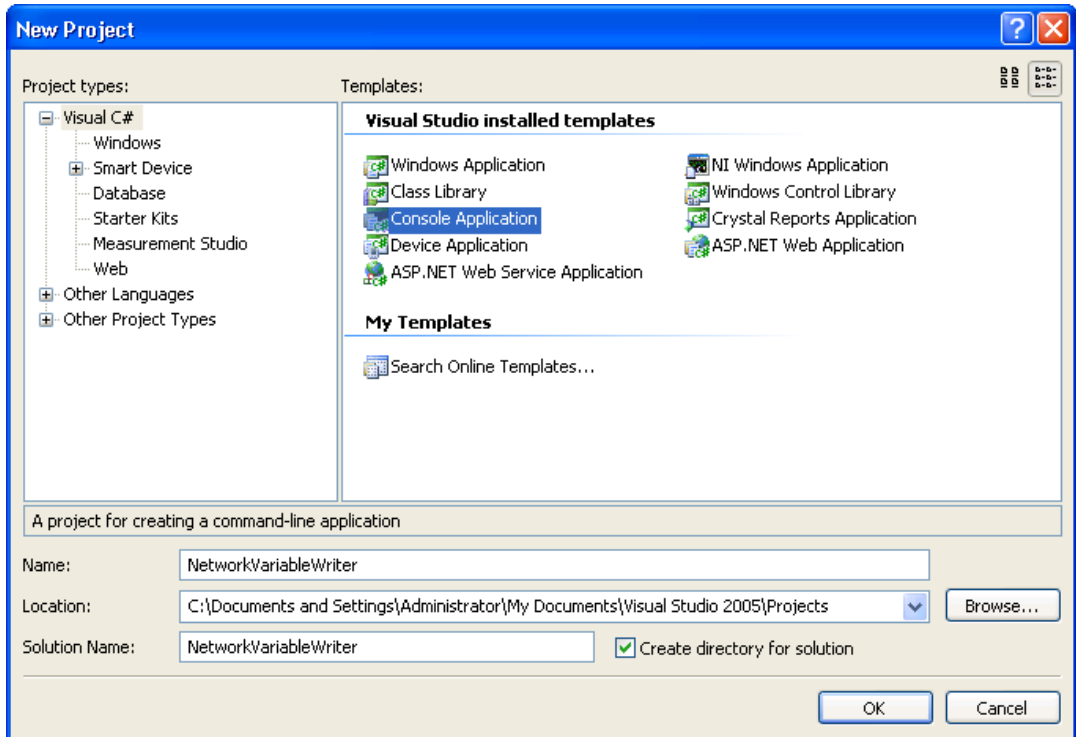 New Project
Project types:
Templates:
Visual C#
Windows
Smart Device
Database
Starter Kits
Measurement Studio
Web
Other Languages
Other Project Types
Visual Studio installed templates
Windows Application
NI Windows Application
Class Library
Windows Control Library
Console Application
Crystal Reports Application
Device Application
ASP.NET Web Application
ASP.NET Web Service Application
My Templates
Search Online Templates...
A project for creating a command-line application
Name:
NetworkVariableWriter
Location:
C:\Documents and Settings\Administrator\My Documents\Visual Studio 2005\Projects
Browse...
Solution Name:
NetworkVariableWriter
Create directory for solution
OK
Cancel